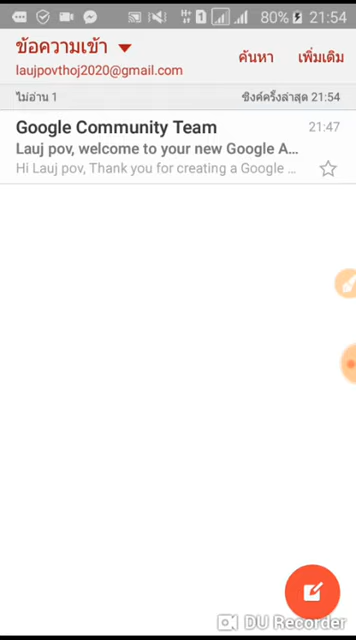 80% 21:54
ข้อความเข้า
laujpovthoj2020@gmail.com
ค้นหา
เพิ่มเติม
ไม่อ่าน 1
ซิงค์ครั้งล่าสุด 21:54
Google Community Team
21:47
Lauj pov, welcome to your new Google A...
Hi Lauj pov, Thank you for creating a Google ...
DU Recorder